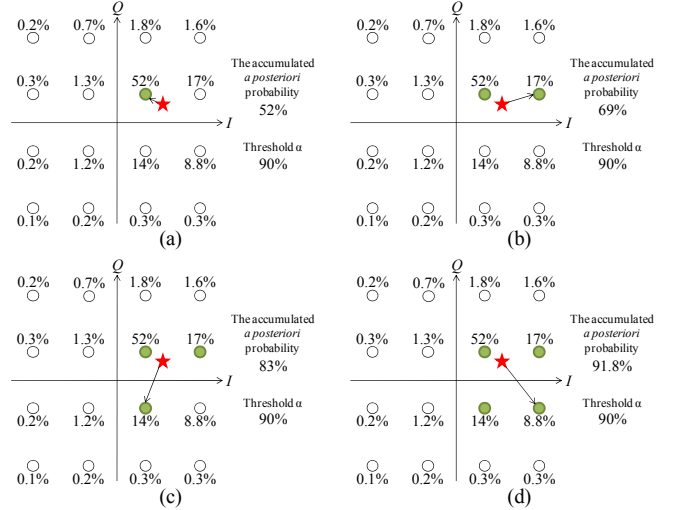 Q
0.2% 0.7% 1.8% 1.6%
0.3% 1.3% 52% 17%
The accumulated
a posteriori
probability
52%
I
Threshold α
90%
0.2% 1.2% 14% 8.8%
0.1% 0.2% 0.3% 0.3%
(a)
Q
0.2% 0.7% 1.8% 1.6%
0.3% 1.3% 52% 17%
The accumulated
a posteriori
probability
69%
I
Threshold α
90%
0.2% 1.2% 14% 8.8%
0.1% 0.2% 0.3% 0.3%
(b)
Q
0.2% 0.7% 1.8% 1.6%
0.3% 1.3% 52% 17%
The accumulated
a posteriori
probability
83%
I
Threshold α
90%
0.2% 1.2% 14% 8.8%
0.1% 0.2% 0.3% 0.3%
(c)
Q
0.2% 0.7% 1.8% 1.6%
0.3% 1.3% 52% 17%
The accumulated
a posteriori
probability
91.8%
I
Threshold α
90%
0.2% 1.2% 14% 8.8%
0.1% 0.2% 0.3% 0.3%
(d)